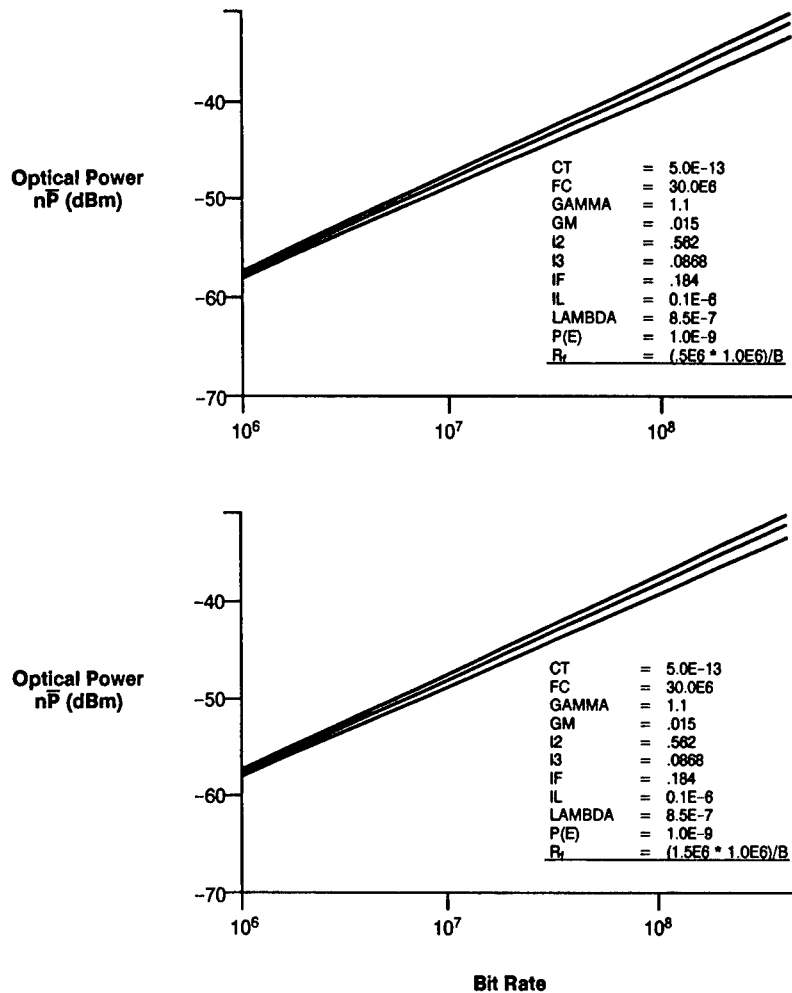 −40
Optical Power
nP̅ (dBm)
−50
−60
−70
CT = 5.0E−13
FC = 30.0E6
GAMMA = 1.1
GM = .015
I2 = .562
I3 = .0868
IF = .184
IL = 0.1E−6
LAMBDA = 8.5E−7
P(E) = 1.0E−9
Rf = (.5E6 * 1.0E6)/B
10⁶ 10⁷ 10⁸
−40
Optical Power
nP̅ (dBm)
−50
−60
−70
CT = 5.0E−13
FC = 30.0E6
GAMMA = 1.1
GM = .015
I2 = .562
I3 = .0868
IF = .184
IL = 0.1E−6
LAMBDA = 8.5E−7
P(E) = 1.0E−9
Rf = (1.5E6 * 1.0E6)/B
10⁶ 10⁷ 10⁸
Bit Rate